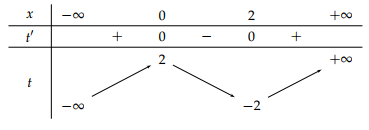 x −∞ 0 2 +∞
t′ + 0 − 0 +
2 +∞
t
−∞ −2